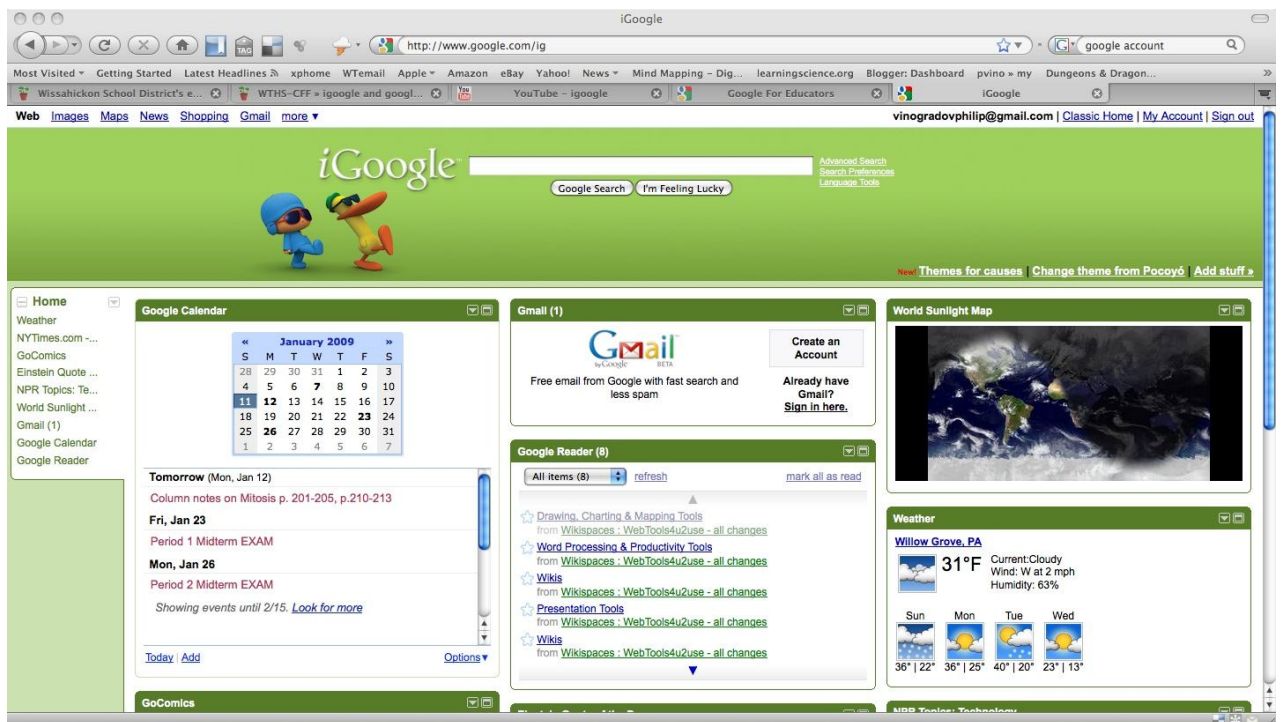 iGoogle
TAG
http://www.google.com/ig
google account
Most Visited Getting Started Latest Headlines xphome WTemail Apple Amazon eBay Yahoo! News Mind Mapping – Dig... learningscience.org Blogger: Dashboard pvino » my Dungeons & Dragon... »
Wissahickon School District's e... WTHS-CFF » igoogle and googl... YouTube – igoogle Google For Educators iGoogle
Web Images Maps News Shopping Gmail more ▼
vinogradovphilip@gmail.com | Classic Home | My Account | Sign out
iGoogle™
Advanced Search
Search Preferences
Language Tools
Google Search I'm Feeling Lucky
New! Themes for causes | Change theme from Pocoyó | Add stuff »
Home
Weather
NYTimes.com -...
GoComics
Einstein Quote ...
NPR Topics: Te...
World Sunlight ...
Gmail (1)
Google Calendar
Google Reader
Google Calendar
« January 2009 »
S M T W T F S
28 29 30 31 1 2 3
4 5 6 7 8 9 10
11 12 13 14 15 16 17
18 19 20 21 22 23 24
25 26 27 28 29 30 31
1 2 3 4 5 6 7
Tomorrow (Mon, Jan 12)
Column notes on Mitosis p. 201-205, p.210-213
Fri, Jan 23
Period 1 Midterm EXAM
Mon, Jan 26
Period 2 Midterm EXAM
Showing events until 2/15. Look for more
Today | Add Options ▼
GoComics
Gmail (1)
Gmail
by Google BETA
Free email from Google with fast search and
less spam
Create an
Account
Already have
Gmail?
Sign in here.
Google Reader (8)
All items (8) refresh mark all as read
Drawing, Charting & Mapping Tools
from Wikispaces : WebTools4u2use - all changes
Word Processing & Productivity Tools
from Wikispaces : WebTools4u2use - all changes
Wikis
from Wikispaces : WebTools4u2use - all changes
Presentation Tools
from Wikispaces : WebTools4u2use - all changes
Wikis
from Wikispaces : WebTools4u2use - all changes
World Sunlight Map
Weather
Willow Grove, PA
31°F
Current:Cloudy
Wind: W at 2 mph
Humidity: 63%
Sun Mon Tue Wed
36° | 22° 36° | 25° 40° | 20° 23° | 13°
NPR Topics: Technology